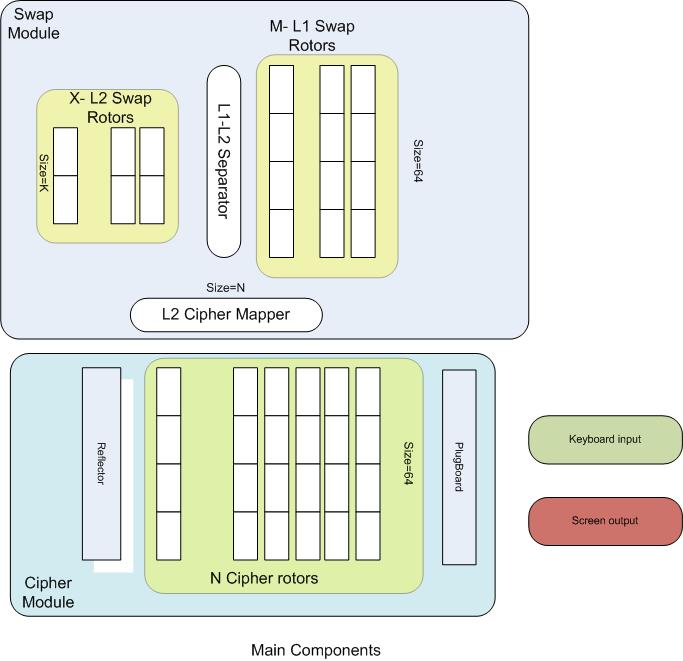 Swap
Module
M- L1 Swap
Rotors
X- L2 Swap
Rotors
Size=K
L1-L2 Separator
Size=64
Size=N
L2 Cipher Mapper
Reflector
Size=64
PlugBoard
Keyboard input
Screen output
N Cipher rotors
Cipher
Module
Main Components